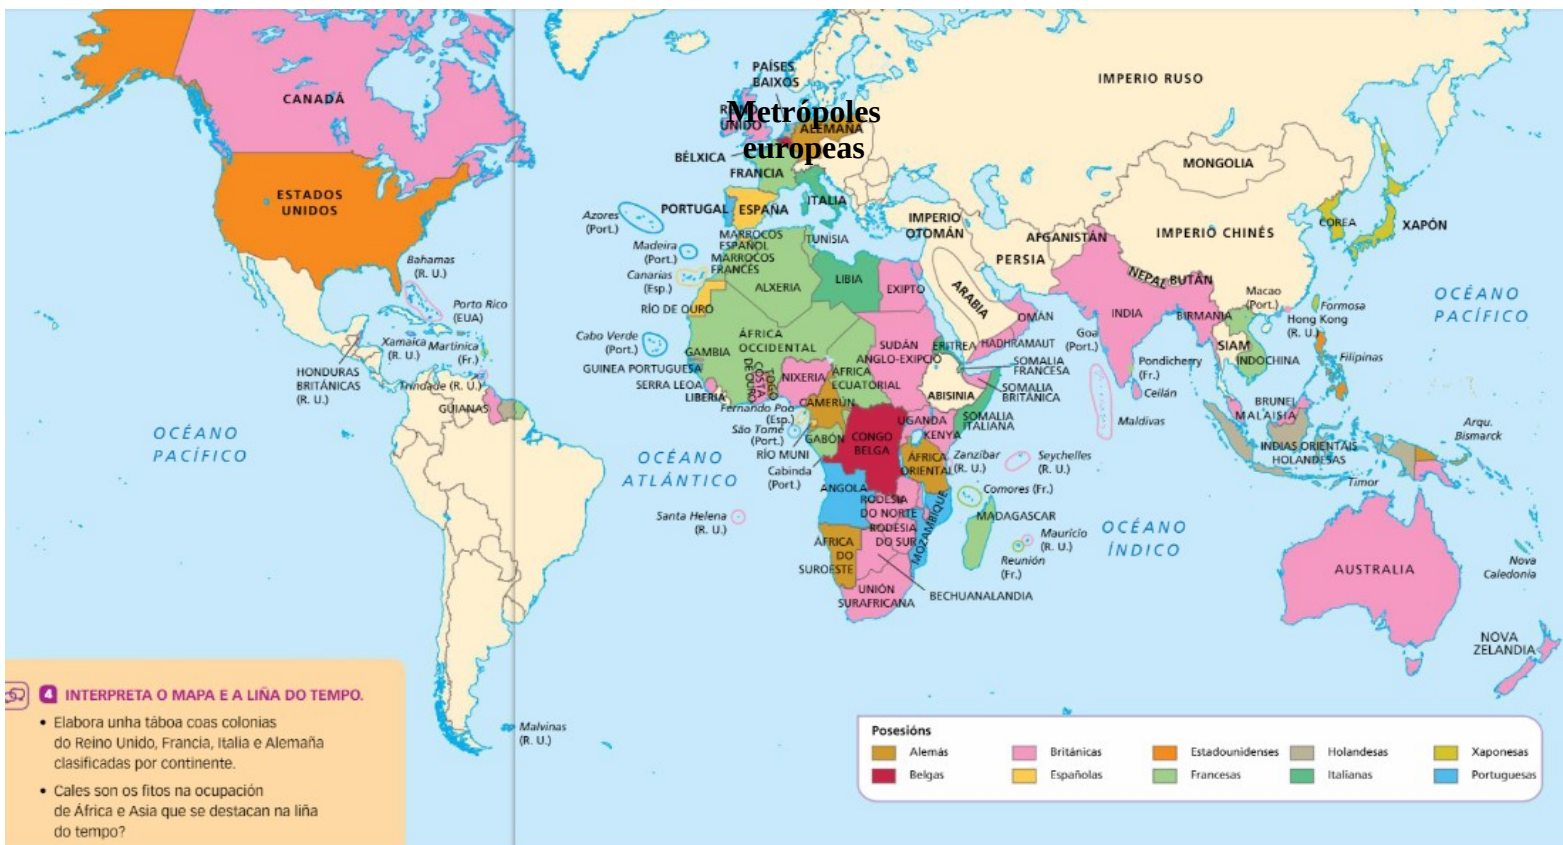 CANADÁ
ESTADOS
UNIDOS
Bahamas
(R. U.)
Porto Rico
(EUA)
Xamaica
(R. U.)
Martinica
(Fr.)
HONDURAS
BRITÁNICAS
(R. U.)
Trindade (R. U.)
GÜIANAS
OCÉANO
PACÍFICO
Malvinas
(R. U.)
PAÍSES
BAIXOS
UNIDO
Metrópoles
europeas
ALEMAÑA
BÉLXICA
FRANCIA
PORTUGAL
ESPAÑA
ITALIA
Azores
(Port.)
Madeira
(Port.)
Canarias
(Esp.)
Cabo Verde
(Port.)
MARROCOS
ESPAÑOL
MARROCOS
FRANCÉS
TUNISIA
ALXERIA
LIBIA
EXIPTO
RÍO DE OURO
ÁFRICA
OCCIDENTAL
GAMBIA
GUINEA PORTUGUESA
SERRA LEOA
LIBERIA
COSTA
DE OURO
TOGO
NIXERIA
ÁFRICA
ECUATORIAL
CAMERÚN
SUDÁN
ANGLO-EXIPCIO
ERITREA
HADHRAMAUT
OMÁN
SOMALIA
FRANCESA
SOMALIA
BRITÁNICA
SOMALIA
ITALIANA
ABISINIA
Fernando Poo
(Esp.)
São Tomé
(Port.)
RÍO MUNI
GABÓN
CONGO
BELGA
UGANDA
KENYA
Cabinda
(Port.)
ÁFRICA
ORIENTAL
Zanzíbar
(R. U.)
Seychelles
(R. U.)
Comores (Fr.)
ANGOLA
RODESIA
DO NORTE
RODESIA
DO SUR
MOZAMBIQUE
MADAGASCAR
Mauricio
(R. U.)
Reunión
(Fr.)
ÁFRICA
DO
SUROESTE
BECHUANALANDIA
UNIÓN
SURAFRICANA
Santa Helena
(R. U.)
OCÉANO
ATLÁNTICO
IMPERIO RUSO
MONGOLIA
IMPERIO CHINÉS
COREA
XAPÓN
IMPERIO
OTOMÁN
PERSIA
AFGANISTÁN
ARABIA
NEPAL
BUTÁN
INDIA
BIRMANIA
Macao
(Port.)
Formosa
Hong Kong
(R. U.)
Goa
(Port.)
SIAM
INDOCHINA
Filipinas
Pondicherry
(Fr.)
Ceilán
Maldivas
BRUNEI
MALAISIA
INDIAS ORIENTAIS
HOLANDESAS
Timor
Arqu.
Bismarck
OCÉANO
PACÍFICO
OCÉANO
ÍNDICO
AUSTRALIA
Nova
Caledonia
NOVA
ZELANDIA
4 INTERPRETA O MAPA E A LIÑA DO TEMPO.
• Elabora unha táboa coas colonias
do Reino Unido, Francia, Italia e Alemaña
clasificadas por continente.
• Cales son os fitos na ocupación
de África e Asia que se destacan na liña
do tempo?
Posesións
Alemás
Británicas
Estadounidenses
Holandesas
Xaponesas
Belgas
Españolas
Francesas
Italianas
Portuguesas